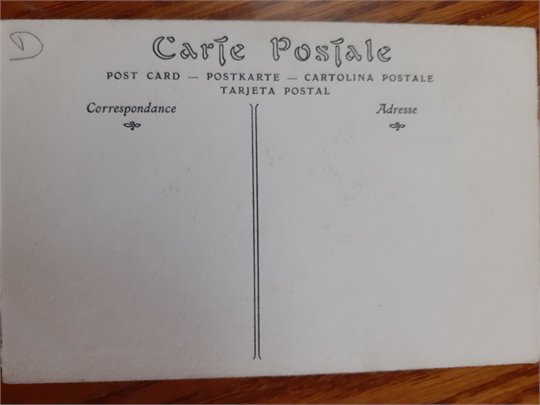 D
Carte Postale
POST CARD — POSTKARTE — CARTOLINA POSTALE
TARJETA POSTAL
Correspondance
Adresse